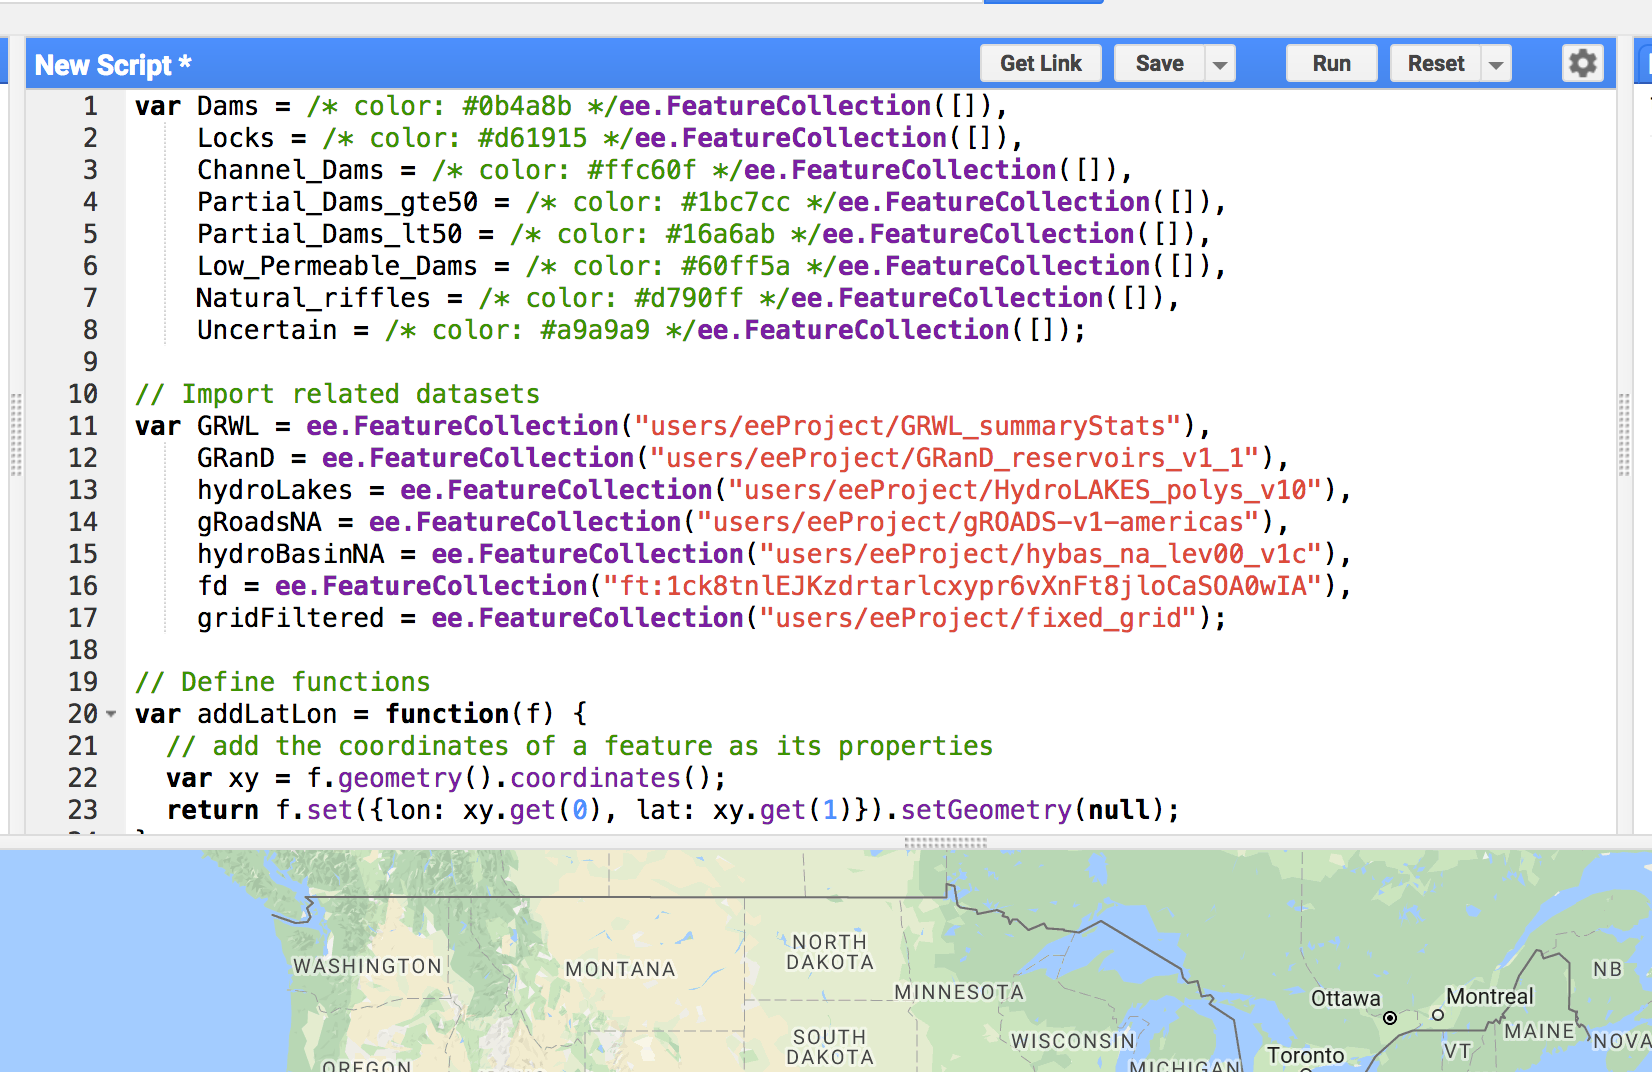 New Script *
Get Link
Save
Run
Reset
1 var Dams = /* color: #0b4a8b */ee.FeatureCollection([]),
2 Locks = /* color: #d61915 */ee.FeatureCollection([]),
3 Channel_Dams = /* color: #ffc60f */ee.FeatureCollection([]),
4 Partial_Dams_gte50 = /* color: #1bc7cc */ee.FeatureCollection([]),
5 Partial_Dams_lt50 = /* color: #16a6ab */ee.FeatureCollection([]),
6 Low_Permeable_Dams = /* color: #60ff5a */ee.FeatureCollection([]),
7 Natural_riffles = /* color: #d790ff */ee.FeatureCollection([]),
8 Uncertain = /* color: #a9a9a9 */ee.FeatureCollection([]);
9
10 // Import related datasets
11 var GRWL = ee.FeatureCollection("users/eeProject/GRWL_summaryStats"),
12 GRanD = ee.FeatureCollection("users/eeProject/GRanD_reservoirs_v1_1"),
13 hydroLakes = ee.FeatureCollection("users/eeProject/HydroLAKES_polys_v10"),
14 gRoadsNA = ee.FeatureCollection("users/eeProject/gROADS-v1-americas"),
15 hydroBasinNA = ee.FeatureCollection("users/eeProject/hybas_na_lev00_v1c"),
16 fd = ee.FeatureCollection("ft:1ck8tnlEJKzdrtarlcxypr6vXnFt8jloCaSOA0wIA"),
17 gridFiltered = ee.FeatureCollection("users/eeProject/fixed_grid");
18
19 // Define functions
20 var addLatLon = function(f) {
21 // add the coordinates of a feature as its properties
22 var xy = f.geometry().coordinates();
23 return f.set({lon: xy.get(0), lat: xy.get(1)}).setGeometry(null);
WASHINGTON
MONTANA
NORTH
DAKOTA
MINNESOTA
NB
Ottawa
Montreal
SOUTH
DAKOTA
WISCONSIN
MAINE
NOVA
VT
Toronto
MICHIGAN
OREGON